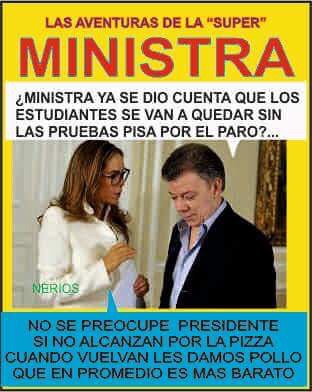 LAS AVENTURAS DE LA “SUPER”
MINISTRA
¿MINISTRA YA SE DIO CUENTA QUE LOS
ESTUDIANTES SE VAN A QUEDAR SIN
LAS PRUEBAS PISA POR EL PARO?...
NERIOS
NO SE PREOCUPE PRESIDENTE
SI NO ALCANZAN POR LA PIZZA
CUANDO VUELVAN LES DAMOS POLLO
QUE EN PROMEDIO ES MAS BARATO